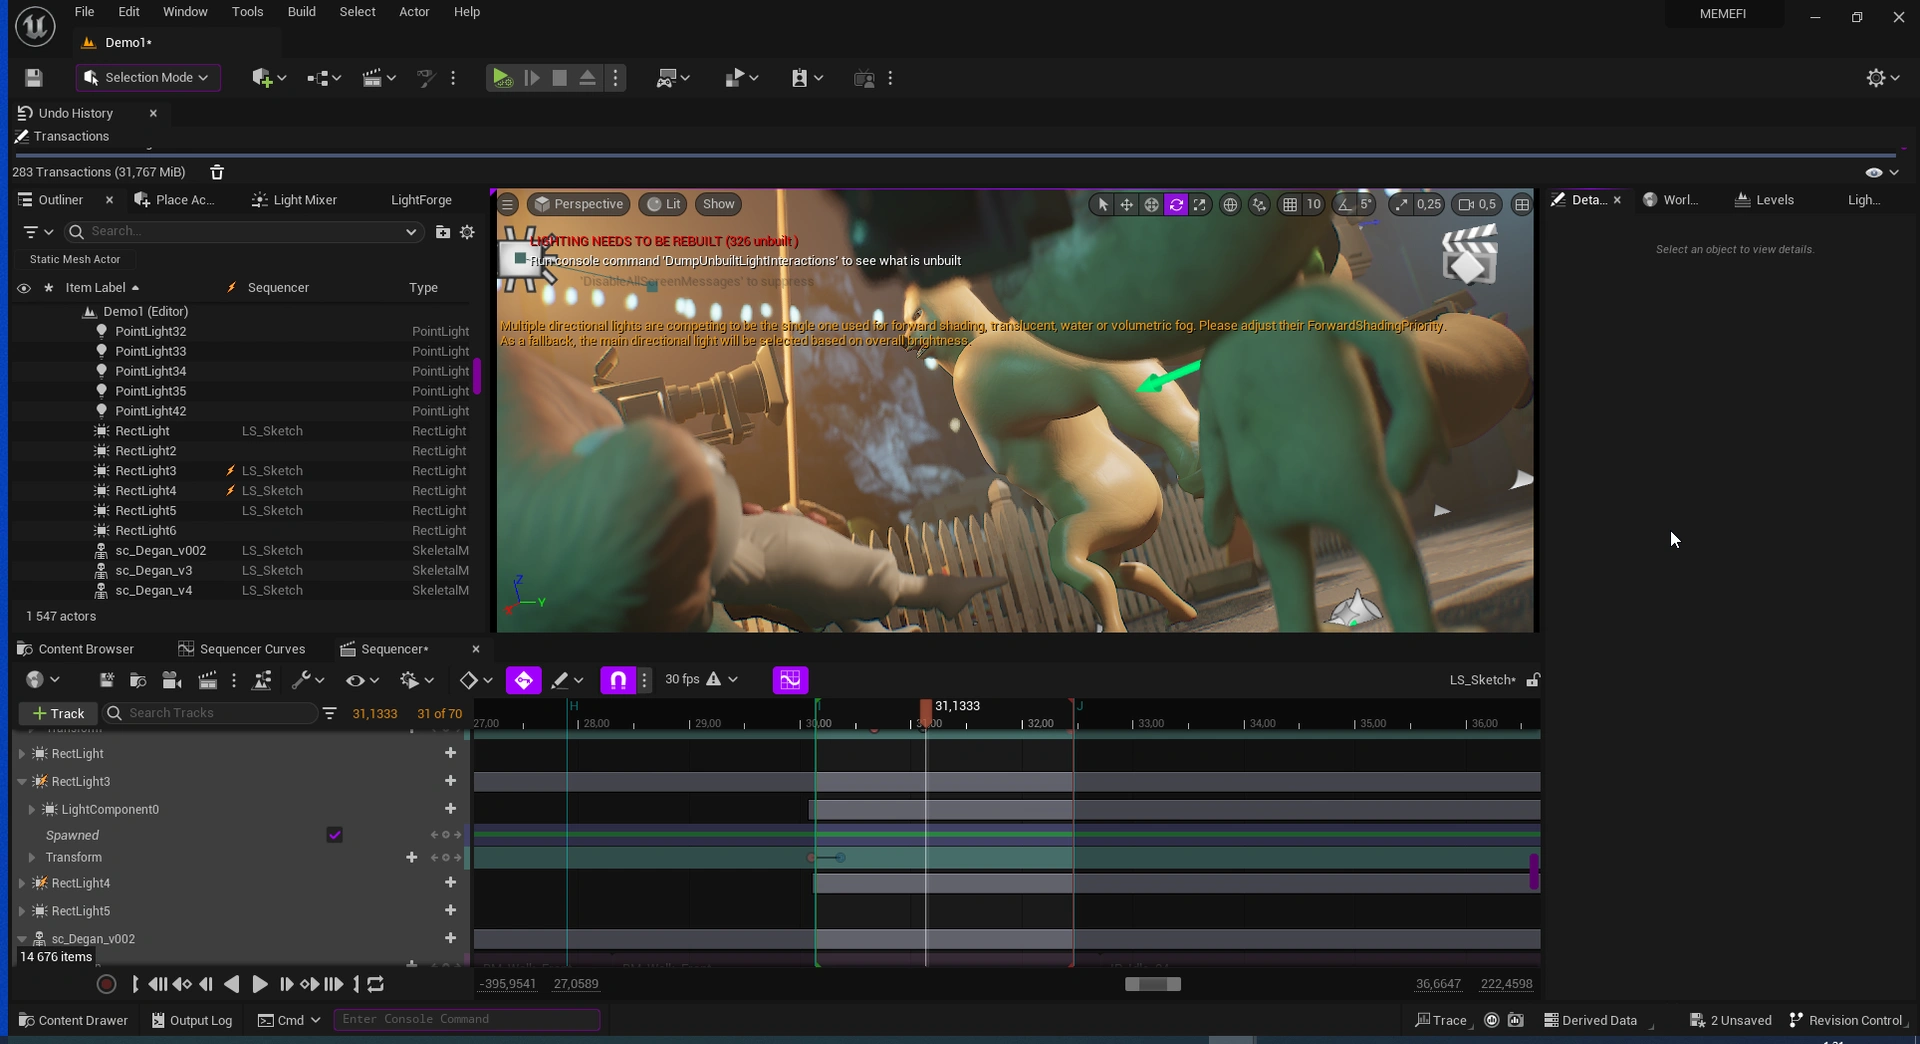 File Edit Window Tools Build Select Actor Help
MEMEFI
Demo1*
Selection Mode
Undo History
Transactions
283 Transactions (31,767 MiB)
Outliner Place Ac... Light Mixer LightForge
Deta... Worl... Levels Ligh...
Perspective Lit Show
10 5° 0,25 0,5
Search...
Static Mesh Actor
LIGHTING NEEDS TO BE REBUILT (326 unbuilt)
Run console command 'DumpUnbuiltLightInteractions' to see what is unbuilt
'DisableAllScreenMessages' to suppress
Select an object to view details.
Item Label Sequencer Type
Demo1 (Editor)
PointLight32 PointLight
PointLight33 PointLight
PointLight34 PointLight
PointLight35 PointLight
PointLight42 PointLight
RectLight LS_Sketch RectLight
RectLight2 RectLight
RectLight3 LS_Sketch RectLight
RectLight4 LS_Sketch RectLight
RectLight5 LS_Sketch RectLight
RectLight6 RectLight
sc_Degan_v002 LS_Sketch SkeletalM
sc_Degan_v3 LS_Sketch SkeletalM
sc_Degan_v4 LS_Sketch SkeletalM
Multiple directional lights are competing to be the single one used for forward shading, translucent, water or volumetric fog. Please adjust their ForwardShadingPriority.
As a fallback, the main directional light will be selected based on overall brightness.
Z
Y
1 547 actors
Content Browser Sequencer Curves Sequencer*
30 fps
LS_Sketch*
Track Search Tracks 31,1333 31 of 70
H I 31,1333 J
27,00 28,00 29,00 30,00 31,00 32,00 33,00 34,00 35,00 36,00
Transform
RectLight
RectLight3
LightComponent0
Spawned
Transform
RectLight4
RectLight5
sc_Degan_v002
14 676 items
-395,9541 27,0589 36,6647 222,4598
Content Drawer Output Log Cmd Enter Console Command
Trace Derived Data 2 Unsaved Revision Control